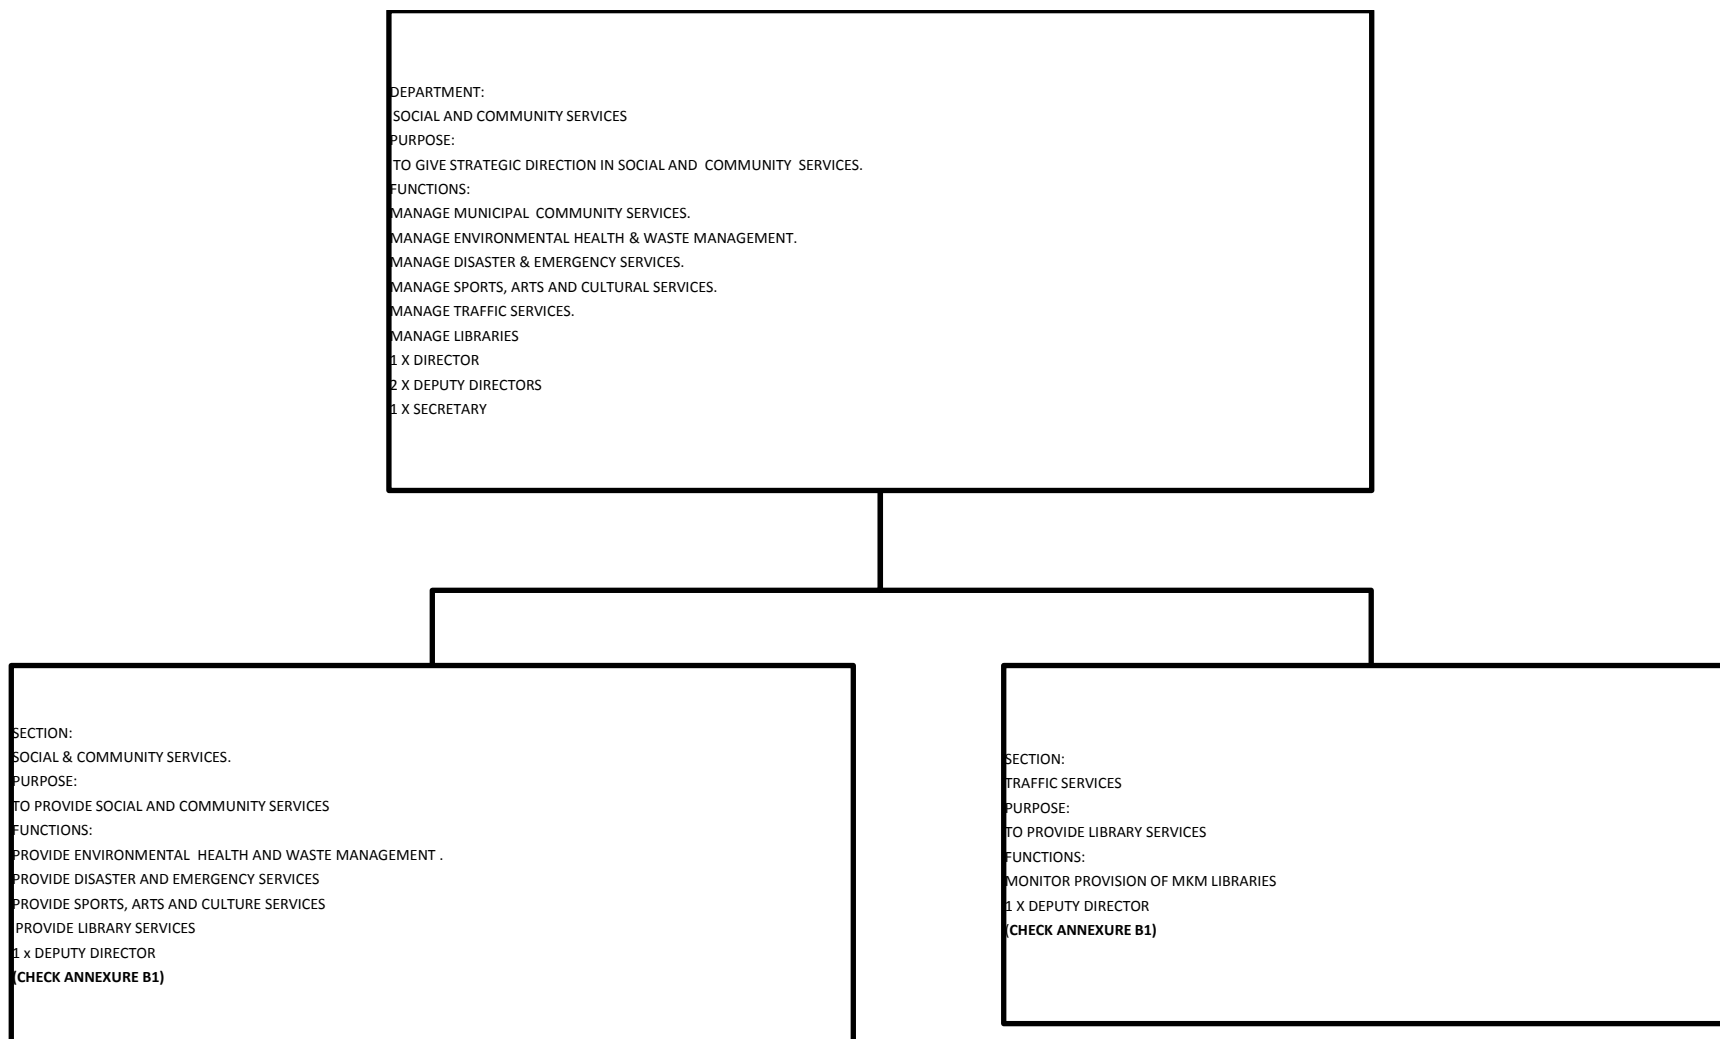 DEPARTMENT:
SOCIAL AND COMMUNITY SERVICES
PURPOSE:
TO GIVE STRATEGIC DIRECTION IN SOCIAL AND COMMUNITY SERVICES.
FUNCTIONS:
MANAGE MUNICIPAL COMMUNITY SERVICES.
MANAGE ENVIRONMENTAL HEALTH & WASTE MANAGEMENT.
MANAGE DISASTER & EMERGENCY SERVICES.
MANAGE SPORTS, ARTS AND CULTURAL SERVICES.
MANAGE TRAFFIC SERVICES.
MANAGE LIBRARIES
1 X DIRECTOR
2 X DEPUTY DIRECTORS
1 X SECRETARY
SECTION:
SOCIAL & COMMUNITY SERVICES.
PURPOSE:
TO PROVIDE SOCIAL AND COMMUNITY SERVICES
FUNCTIONS:
PROVIDE ENVIRONMENTAL HEALTH AND WASTE MANAGEMENT .
PROVIDE DISASTER AND EMERGENCY SERVICES
PROVIDE SPORTS, ARTS AND CULTURE SERVICES
PROVIDE LIBRARY SERVICES
1 x DEPUTY DIRECTOR
(CHECK ANNEXURE B1)
SECTION:
TRAFFIC SERVICES
PURPOSE:
TO PROVIDE LIBRARY SERVICES
FUNCTIONS:
MONITOR PROVISION OF MKM LIBRARIES
1 X DEPUTY DIRECTOR
(CHECK ANNEXURE B1)